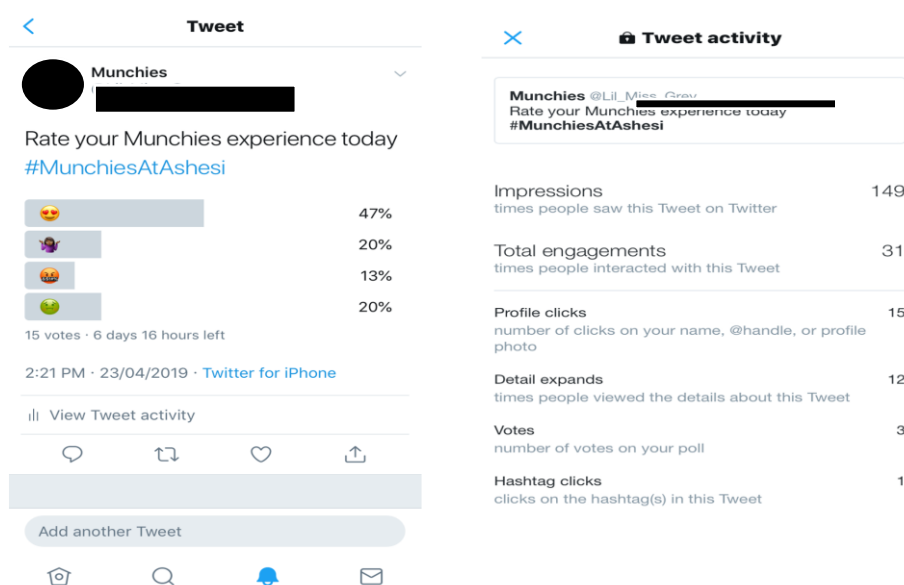 Tweet
Munchies
Rate your Munchies experience today
#MunchiesAtAshesi
😍 47%
🤷🏾‍♀️ 20%
🤬 13%
🤢 20%
15 votes · 6 days 16 hours left
2:21 PM · 23/04/2019 · Twitter for iPhone
View Tweet activity
Add another Tweet
Tweet activity
Munchies @Lil_Miss_Grey
Rate your Munchies experience today
#MunchiesAtAshesi
Impressions 149
times people saw this Tweet on Twitter
Total engagements 31
times people interacted with this Tweet
Profile clicks 15
number of clicks on your name, @handle, or profile
photo
Detail expands 12
times people viewed the details about this Tweet
Votes 3
number of votes on your poll
Hashtag clicks 1
clicks on the hashtag(s) in this Tweet